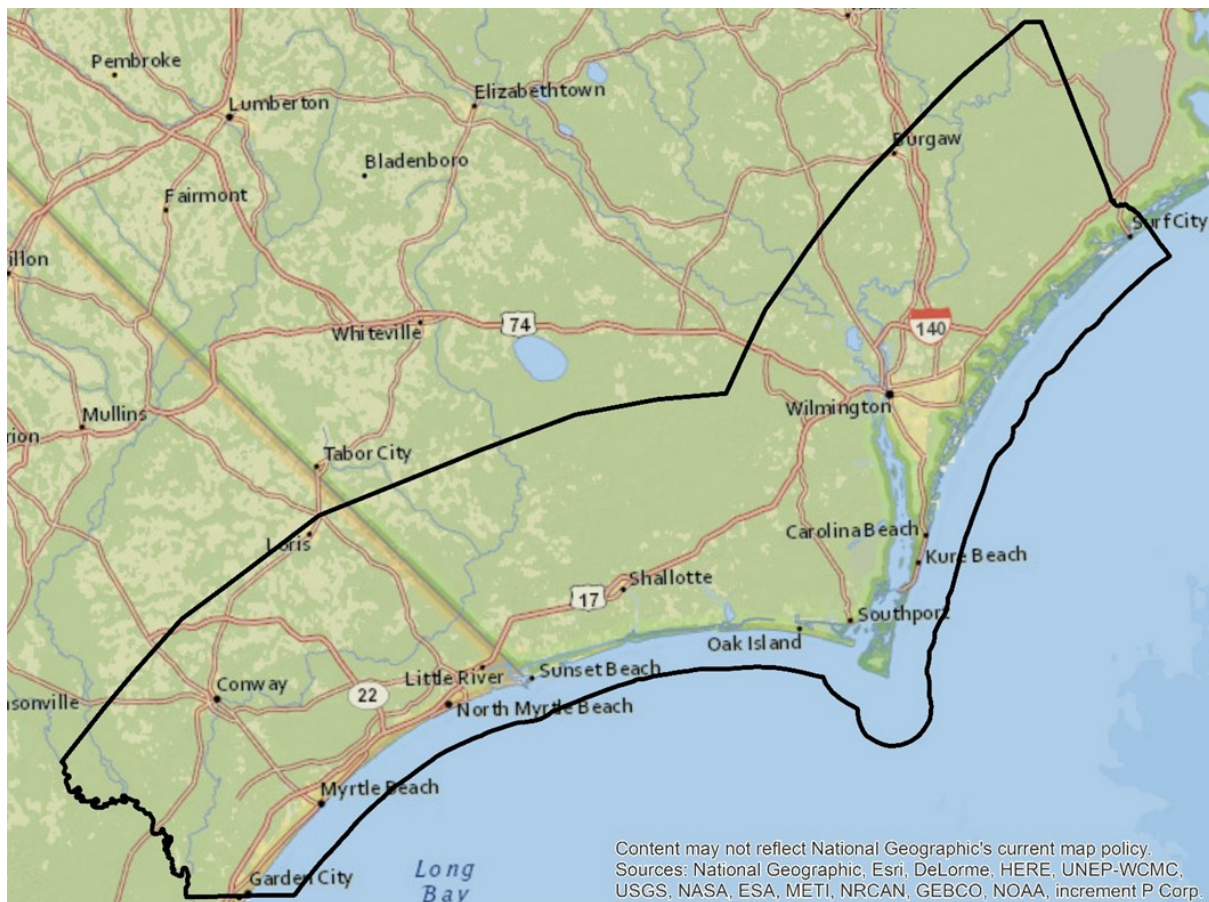 Pembroke
Lumberton
Elizabethtown
Burgaw
Bladenboro
Fairmont
Surf City
illon
74
140
Whiteville
Wilmington
Mullins
rion
Tabor City
Carolina Beach
Loris
Kure Beach
Shallotte
17
Southport
Oak Island
Little River
Sunset Beach
Conway
22
nsonville
North Myrtle Beach
Myrtle Beach
Garden City
Long
Bay
Content may not reflect National Geographic's current map policy.
Sources: National Geographic, Esri, DeLorme, HERE, UNEP-WCMC,
USGS, NASA, ESA, METI, NRCAN, GEBCO, NOAA, increment P Corp.